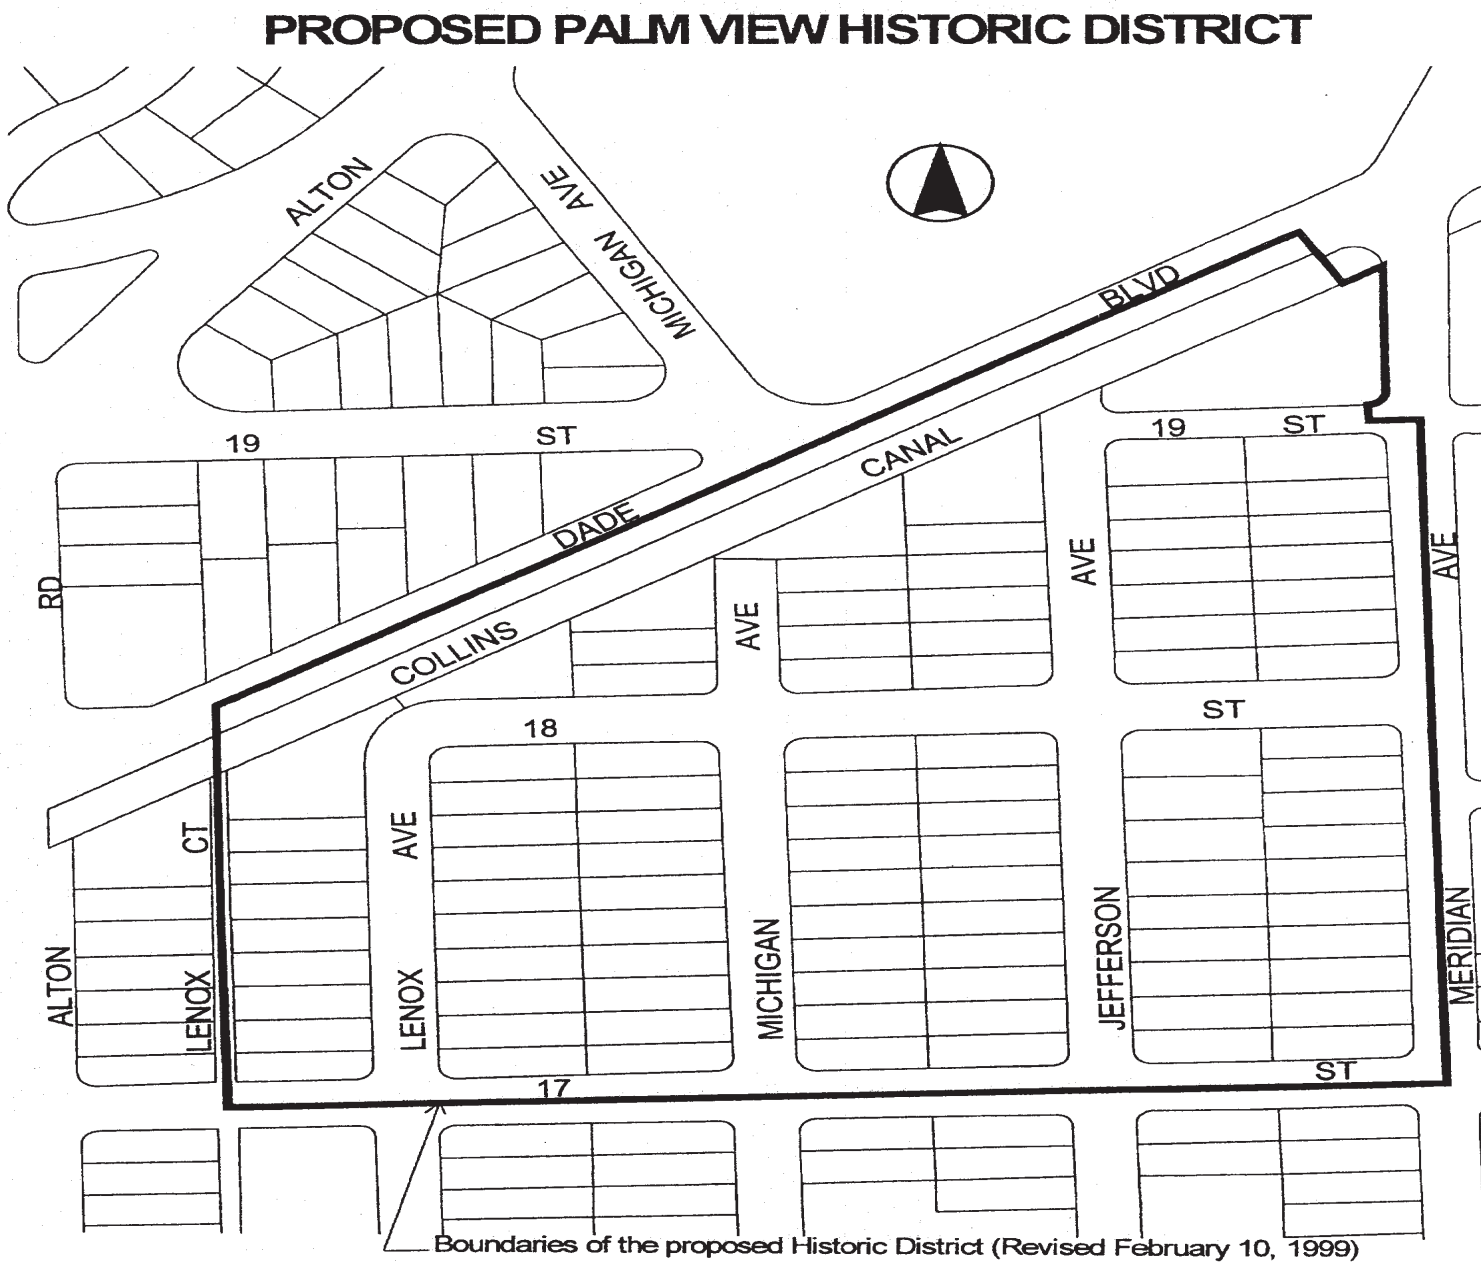 PROPOSED PALM VIEW HISTORIC DISTRICT
ALTON
AVE
MICHIGAN
BLVD
19 ST
19 ST
CANAL
DADE
RD
AVE
AVE
AVE
COLLINS
18
ST
CT
AVE
ALTON
LENOX
LENOX
MICHIGAN
JEFFERSON
MERIDIAN
17
ST
Boundaries of the proposed Historic District (Revised February 10, 1999)